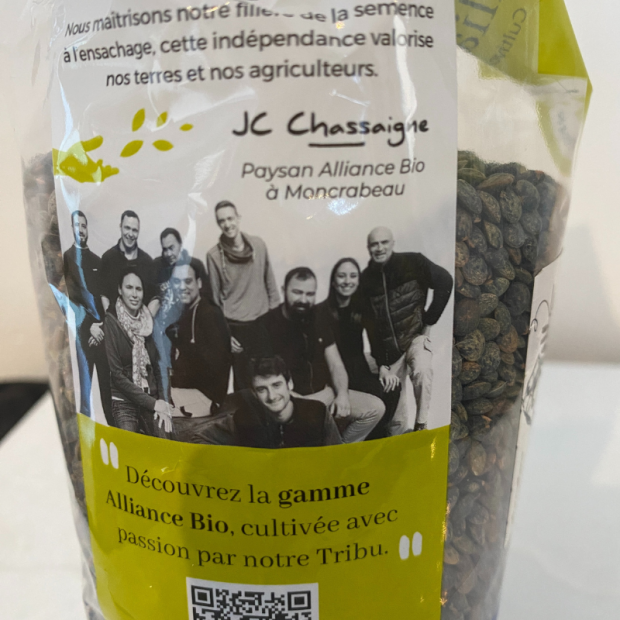 Nous maîtrisons notre filière de la semence
à l'ensachage, cette indépendance valorise
nos terres et nos agriculteurs.
JC Chassaigne
Paysan Alliance Bio
à Moncrabeau
Découvrez la gamme
Alliance Bio, cultivée avec
passion par notre Tribu.